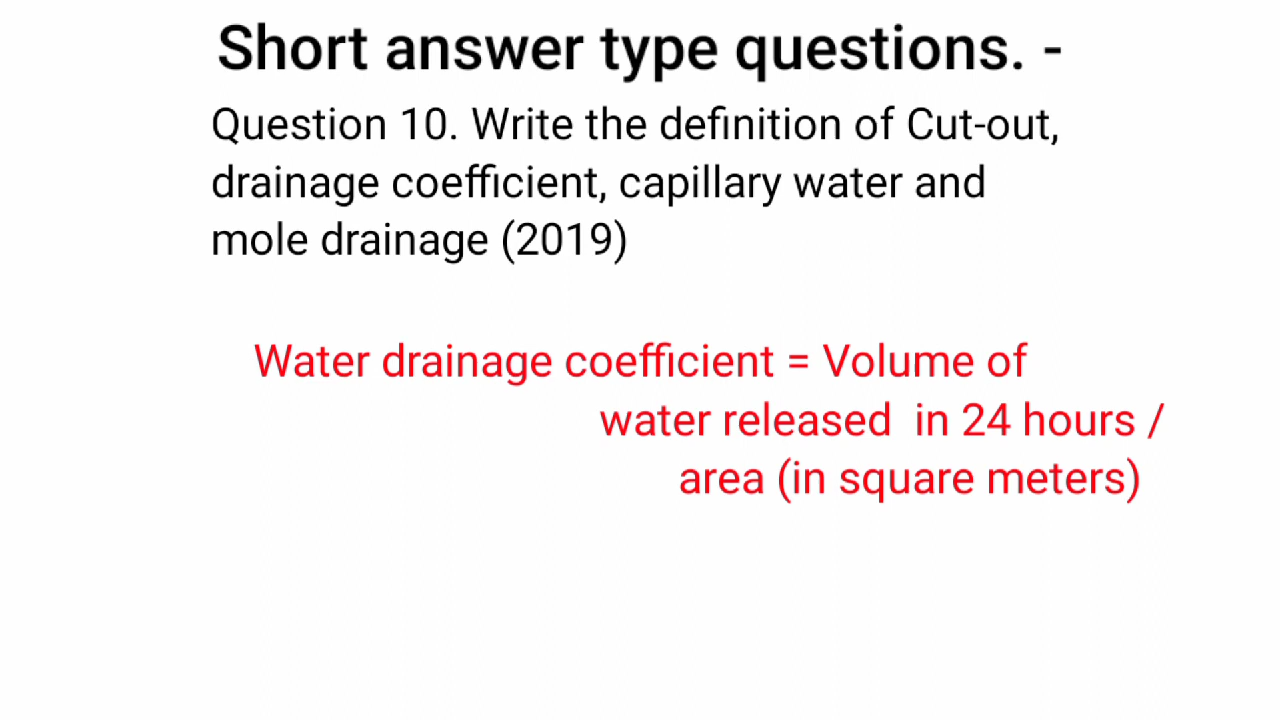 Short answer type questions. -
Question 10. Write the definition of Cut-out,
drainage coefficient, capillary water and
mole drainage (2019)
Water drainage coefficient = Volume of
water released in 24 hours /
area (in square meters)